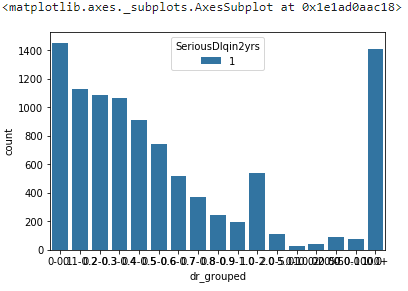 <matplotlib.axes._subplots.AxesSubplot at 0x1e1ad0aac18>
SeriousDlqin2yrs
1
1400
1200
1000
800
600
400
200
0
count
dr_grouped